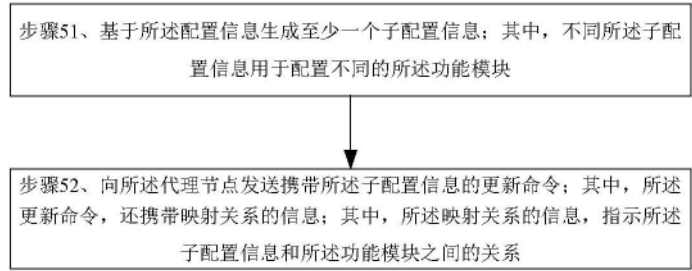 步骤51、基于所述配置信息生成至少一个子配置信息；其中，不同所述子配
置信息用于配置不同的所述功能模块
步骤52、向所述代理节点发送携带所述子配置信息的更新命令；其中，所述
更新命令，还携带映射关系的信息；其中，所述映射关系的信息，指示所述
子配置信息和所述功能模块之间的关系